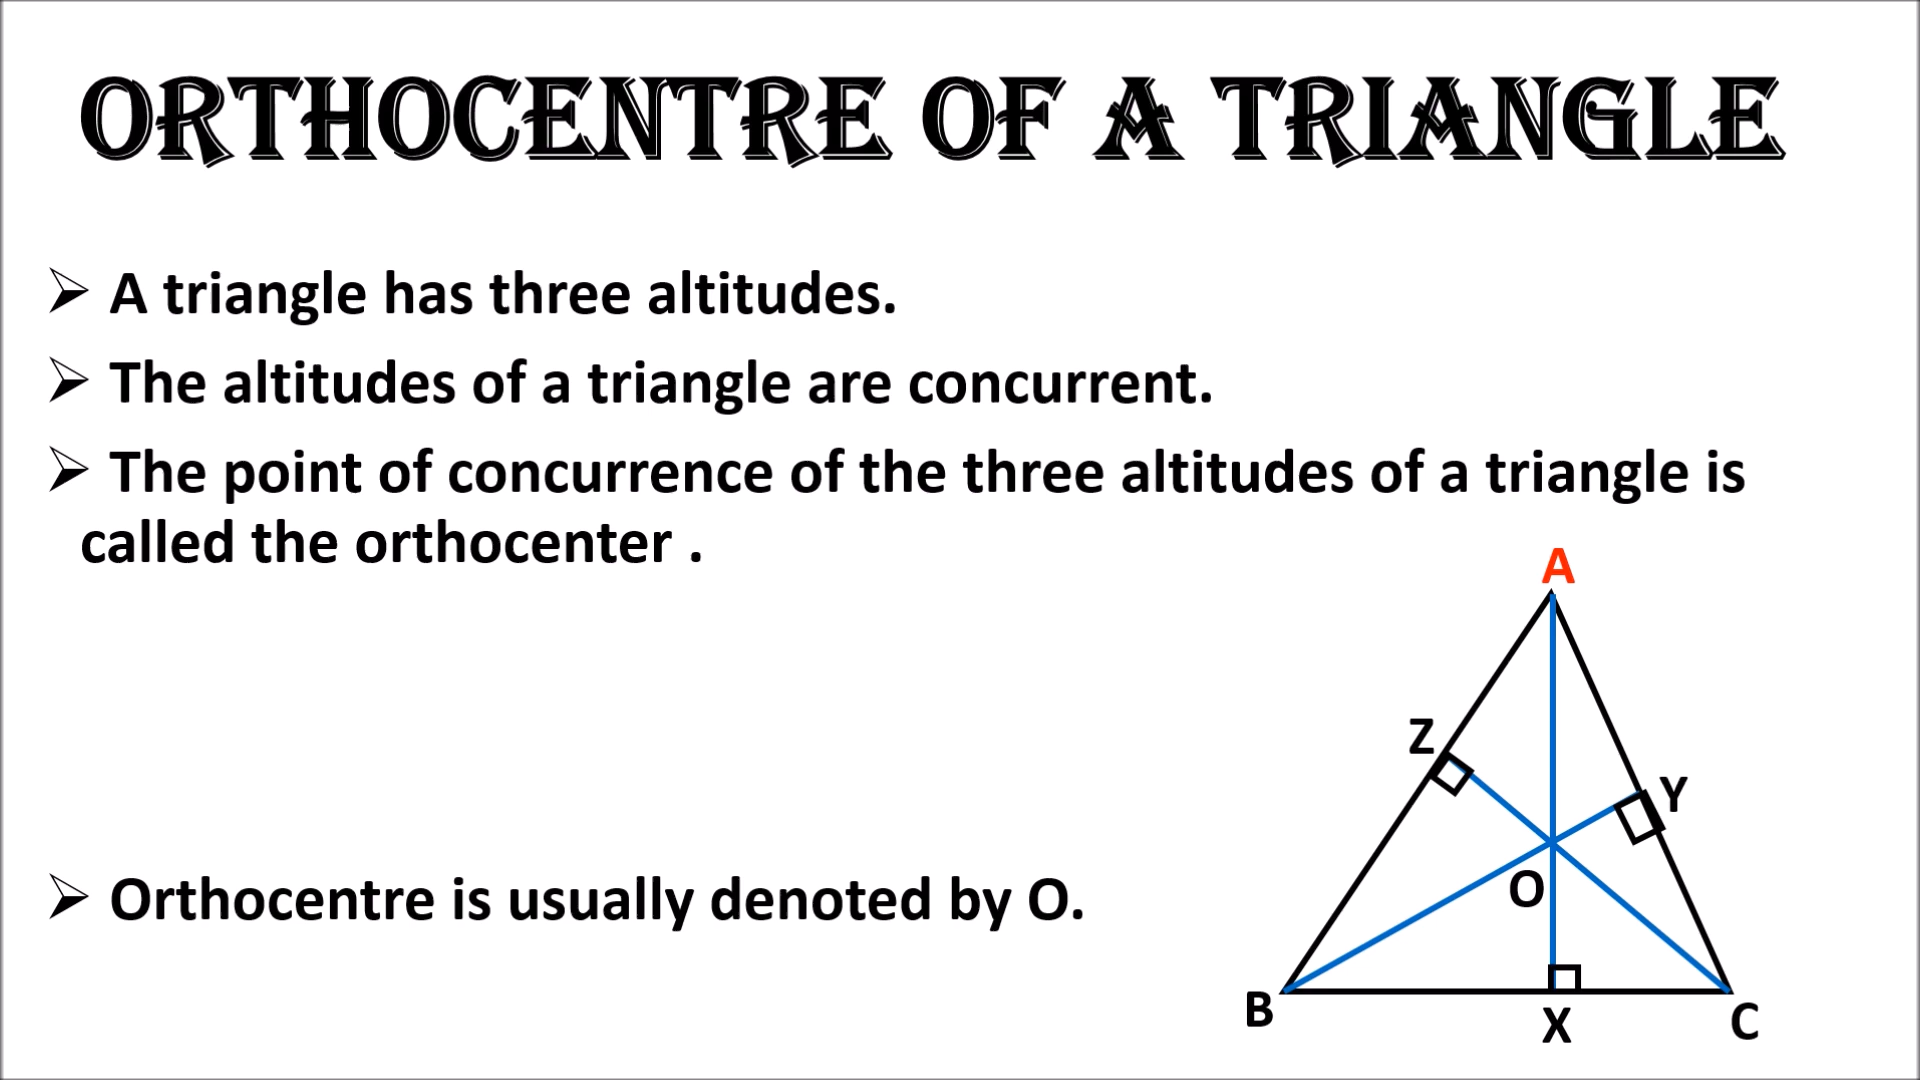 ORTHOCENTRE OF A TRIANGLE
➢ A triangle has three altitudes.
➢ The altitudes of a triangle are concurrent.
➢ The point of concurrence of the three altitudes of a triangle is
called the orthocenter .
A
Z
Y
O
➢ Orthocentre is usually denoted by O.
B
X
C